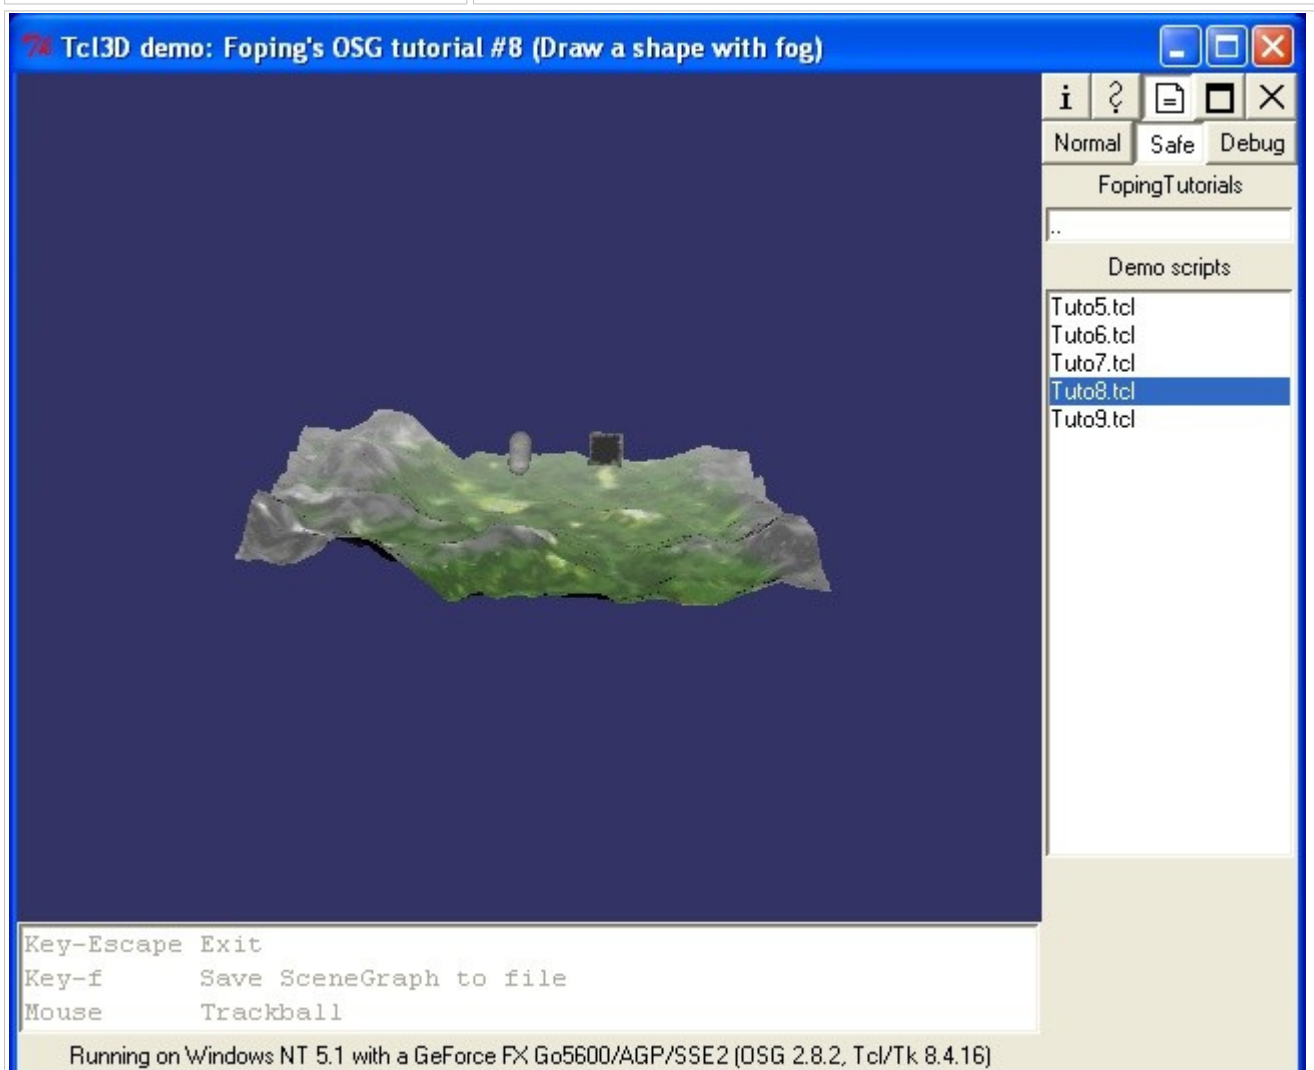 Tcl3D demo: Foping's OSG tutorial #8 (Draw a shape with fog)
i ?
Normal Safe Debug
FopingTutorials
..
Demo scripts
Tuto5.tcl
Tuto6.tcl
Tuto7.tcl
Tuto8.tcl
Tuto9.tcl
Key-Escape Exit
Key-f Save SceneGraph to file
Mouse Trackball
Running on Windows NT 5.1 with a GeForce FX Go5600/AGP/SSE2 (OSG 2.8.2, Tcl/Tk 8.4.16)